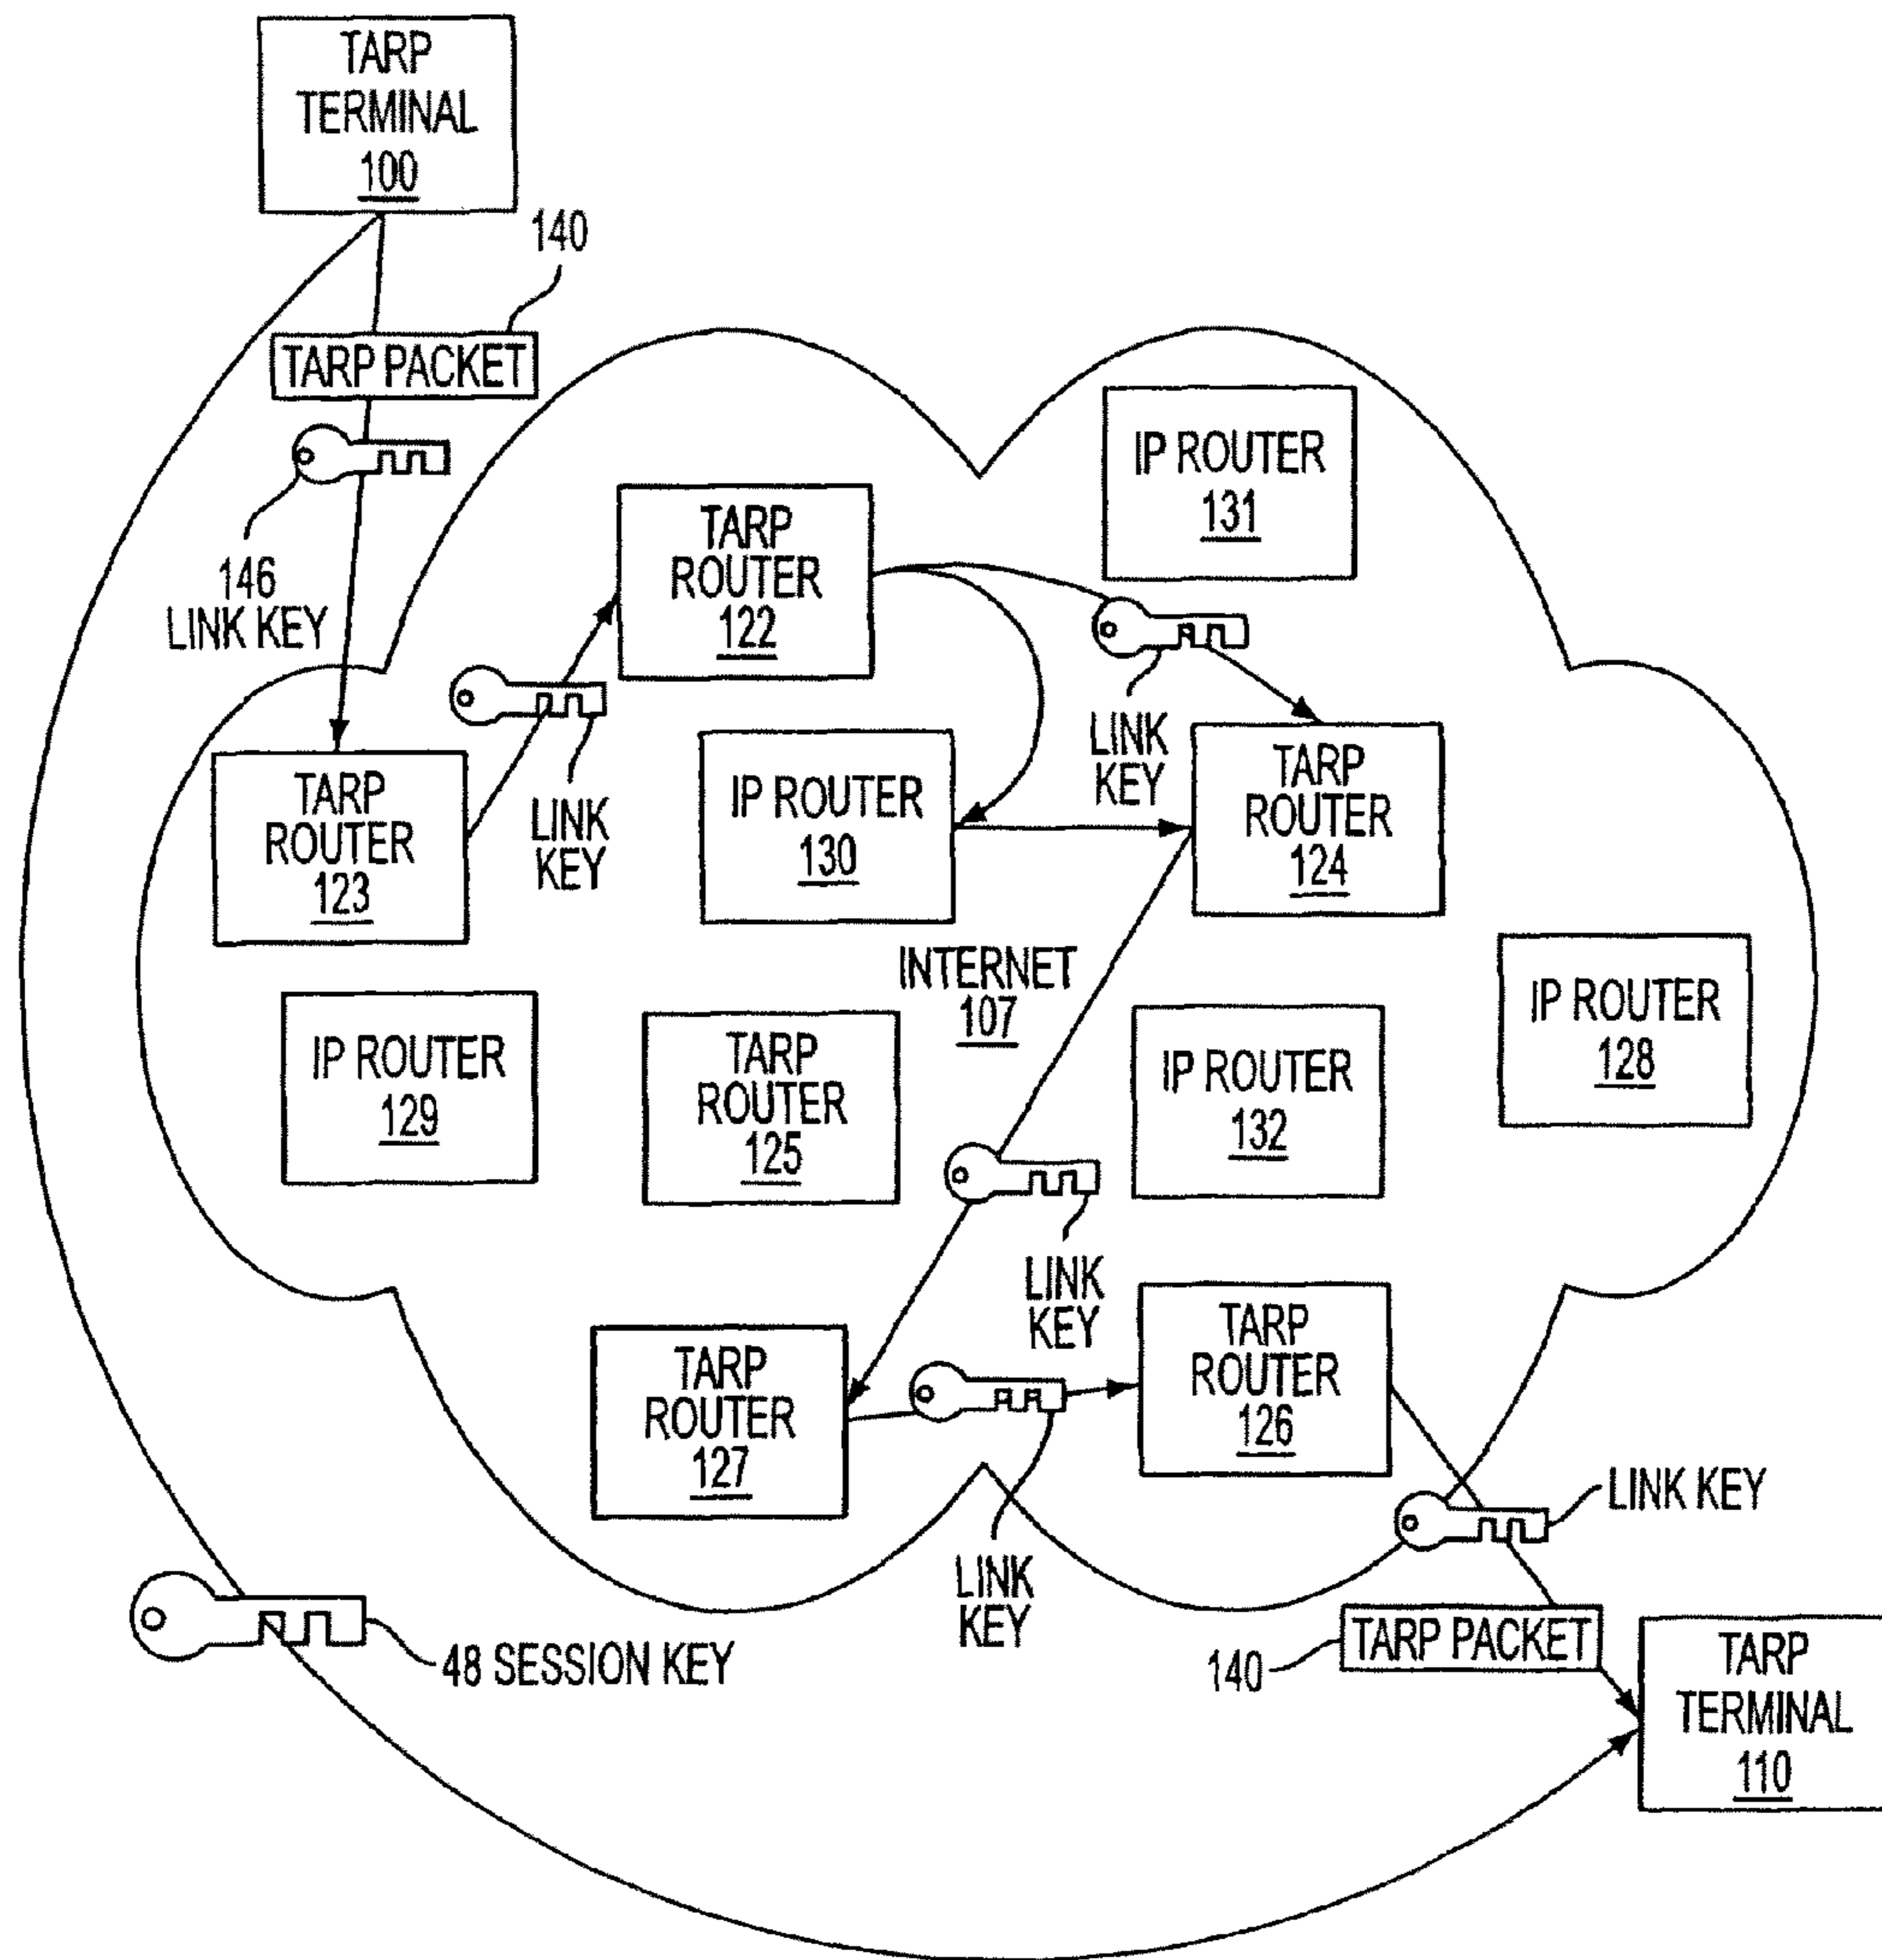 TARP
TERMINAL
100
140
TARP PACKET
146
LINK KEY
TARP
ROUTER
122
IP ROUTER
131
LINK
KEY
LINK
KEY
TARP
ROUTER
123
IP ROUTER
130
TARP
ROUTER
124
INTERNET
107
IP ROUTER
128
IP ROUTER
129
TARP
ROUTER
125
IP ROUTER
132
LINK
KEY
TARP
ROUTER
127
TARP
ROUTER
126
LINK
KEY
LINK KEY
48 SESSION KEY
140
TARP PACKET
TARP
TERMINAL
110